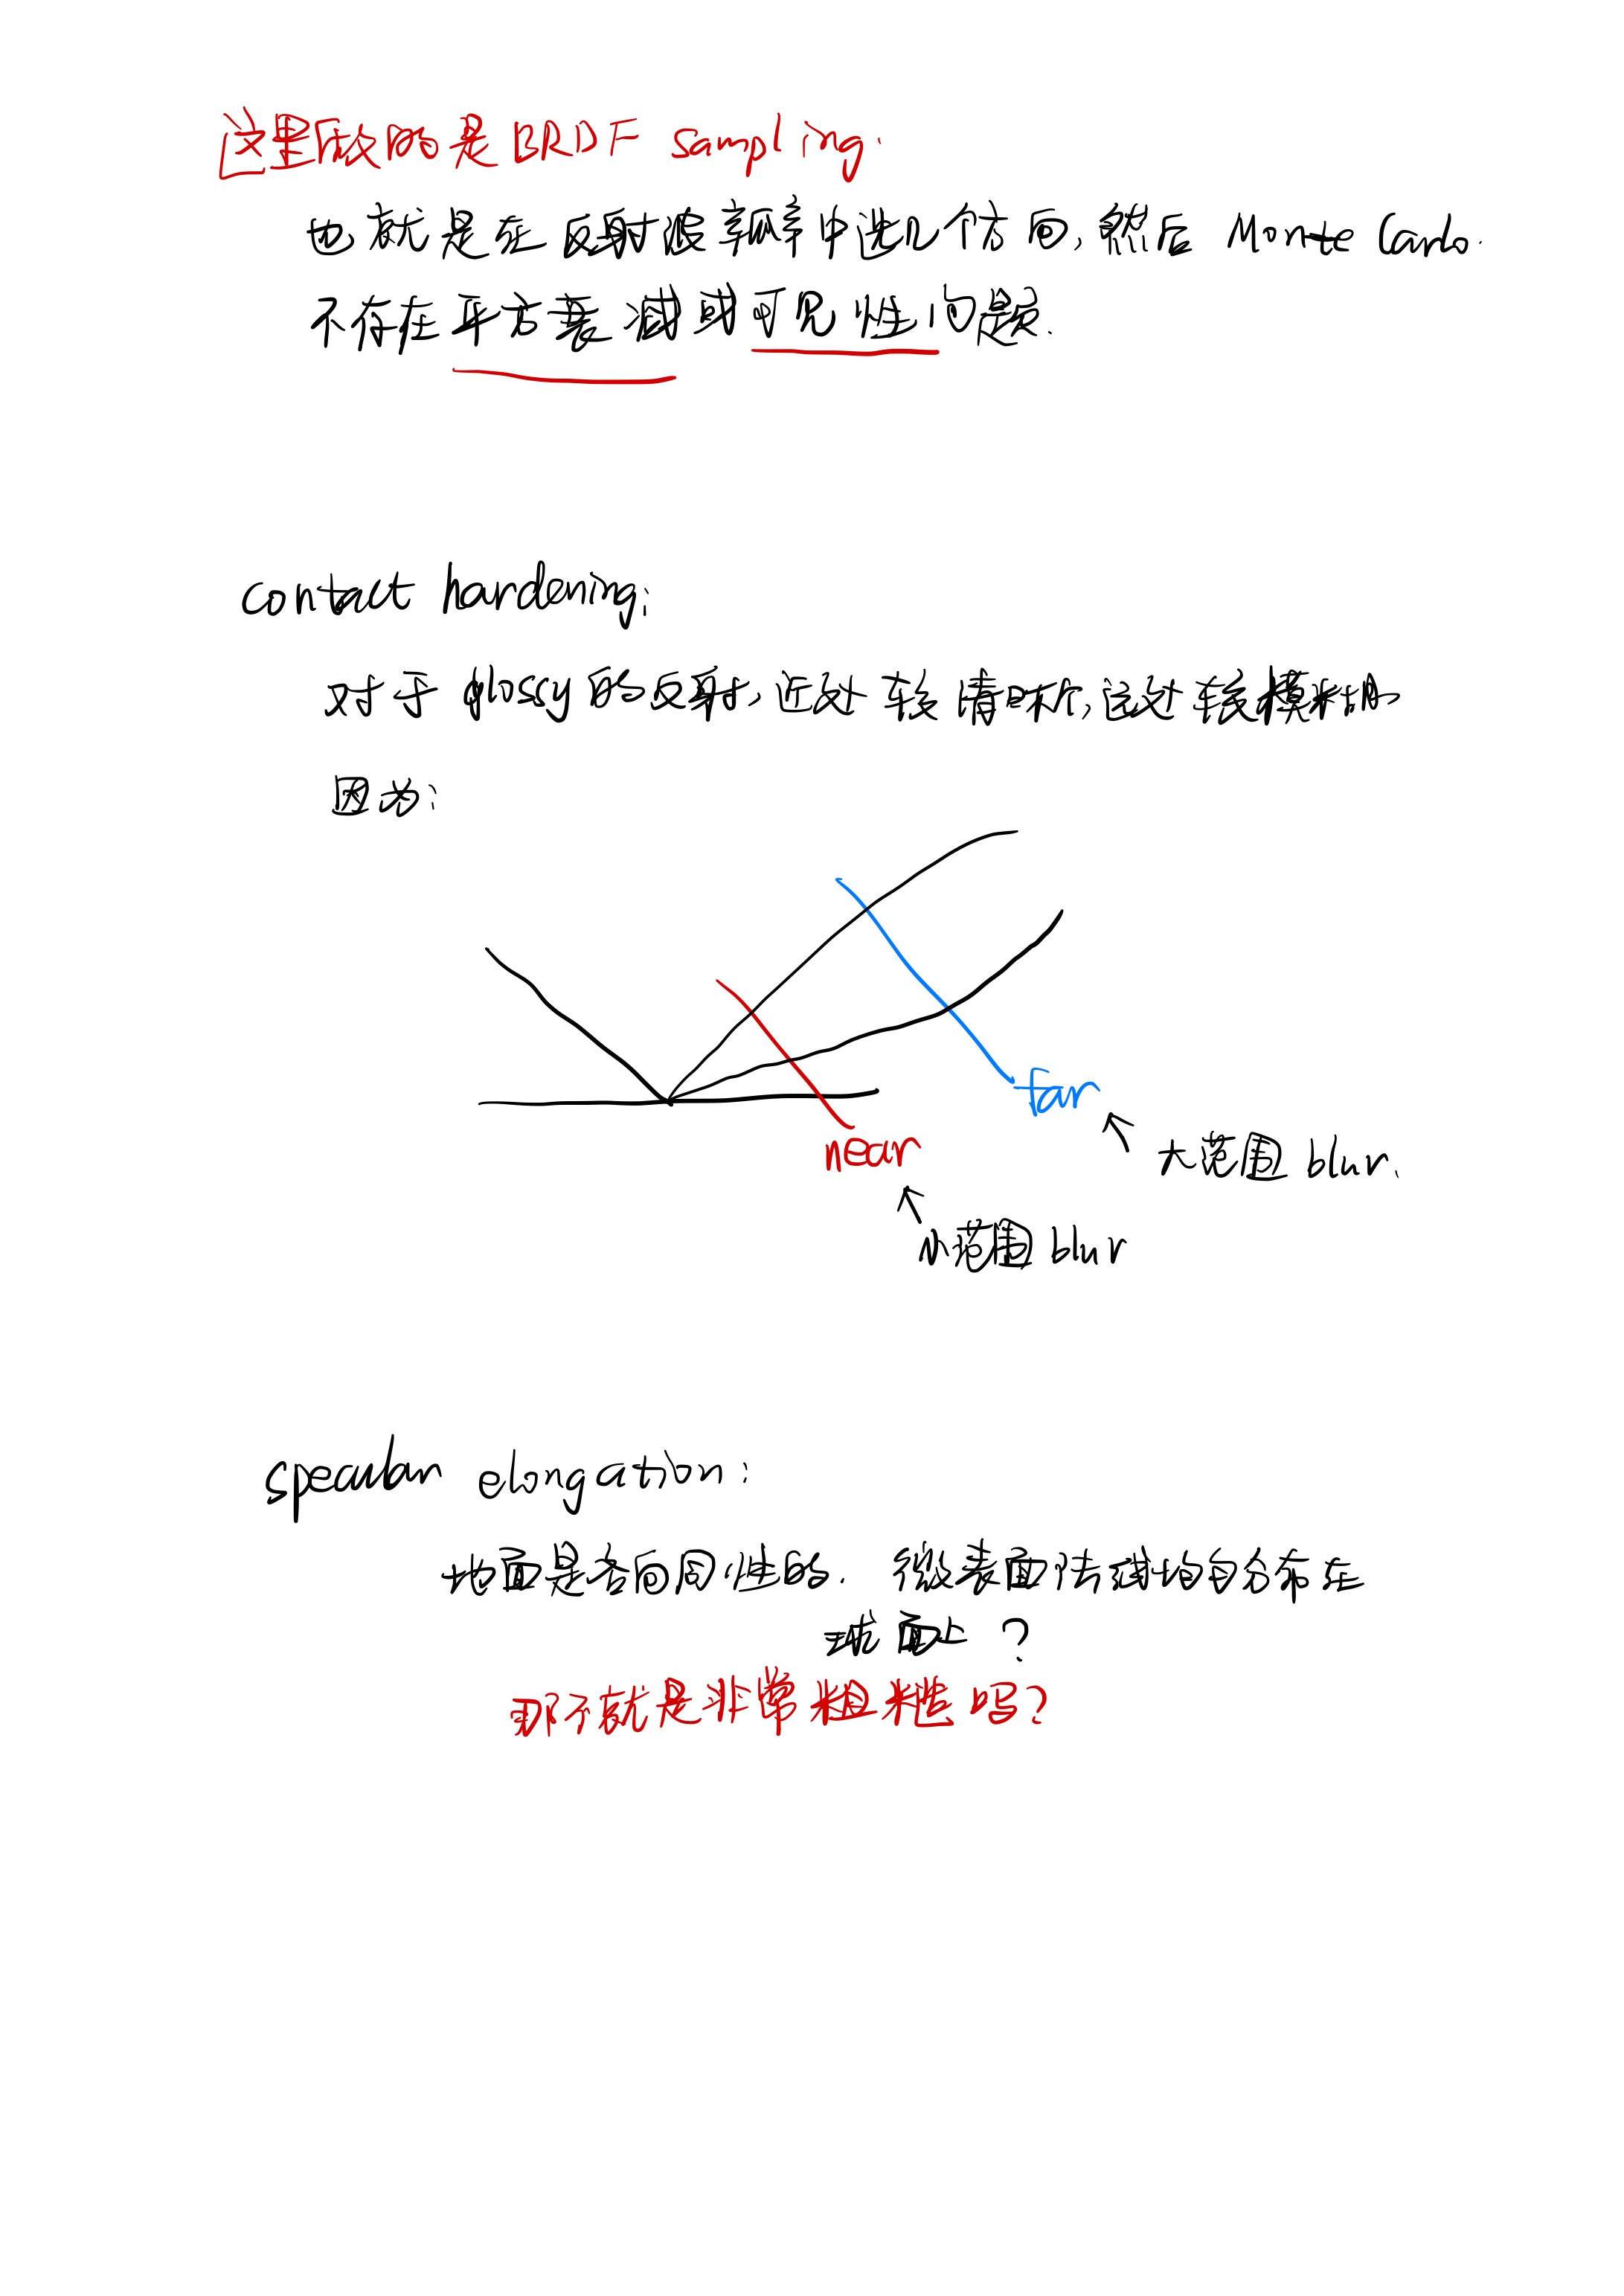 这里做的是BRDF sampling.
也就是在反射波瓣中选几个方向,然后 Monte Carlo.
不存在平方衰减或可见性问题.
contact hardening:
对于 glossy 的反射,近处较清晰,远处较模糊
因为:
far
near
大范围 blur.
小范围 blur
specular elongation:
地面是各向同性的. 微表面法线均匀分布在
球面上?
那不就是非常粗糙吗?